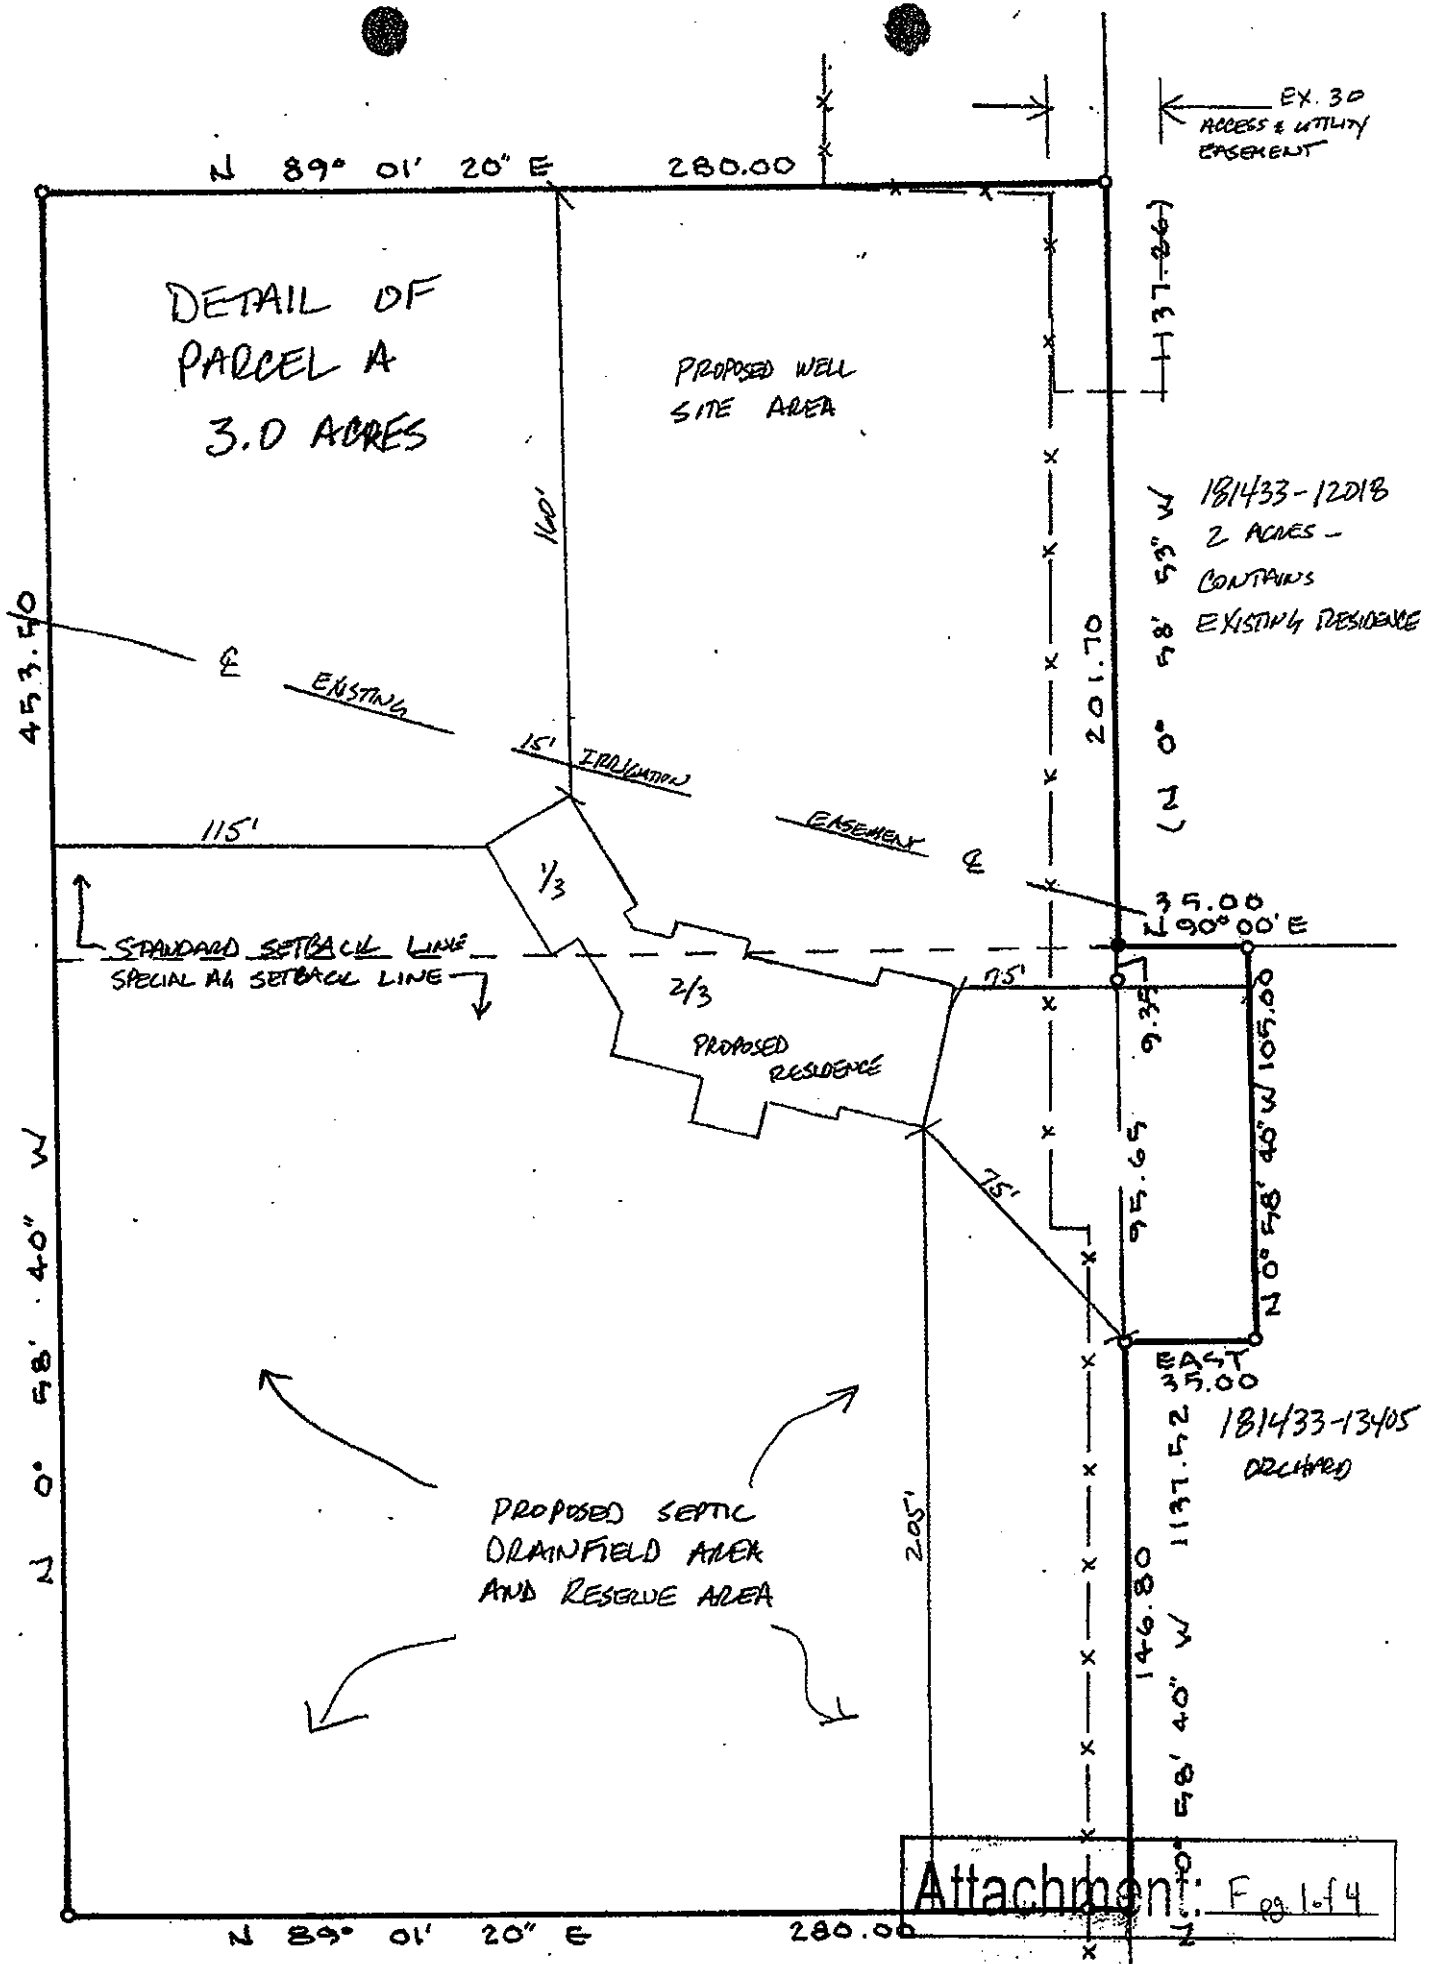 EX. 30
ACCESS & UTILITY
EASEMENT
N 89° 01' 20" E 280.00
1137.26)
DETAIL OF
PARCEL A
3.0 ACRES
PROPOSED WELL
SITE AREA
160'
181433-12018
2 ACRES -
CONTAINS
EXISTING RESIDENCE
(N 0° 58' 53" W
201.70
453.50
℄ EXISTING 15' IRRIGATION EASEMENT ℄
115'
1/3
35.00
N 90° 00' E
STANDARD SETBACK LINE
SPECIAL AG SETBACK LINE
2/3
75'
9.35
PROPOSED
RESIDENCE
N 0° 58' 40" W 105.00
95.65
75'
N 0° 58' 40" W
EAST
35.00
181433-13405
ORCHARD
PROPOSED SEPTIC
DRAINFIELD AREA
AND RESERVE AREA
205'
146.80
N 0° 58' 40" W 1137.52
Attachment: F pg. 1 of 4
N 89° 01' 20" E 280.00